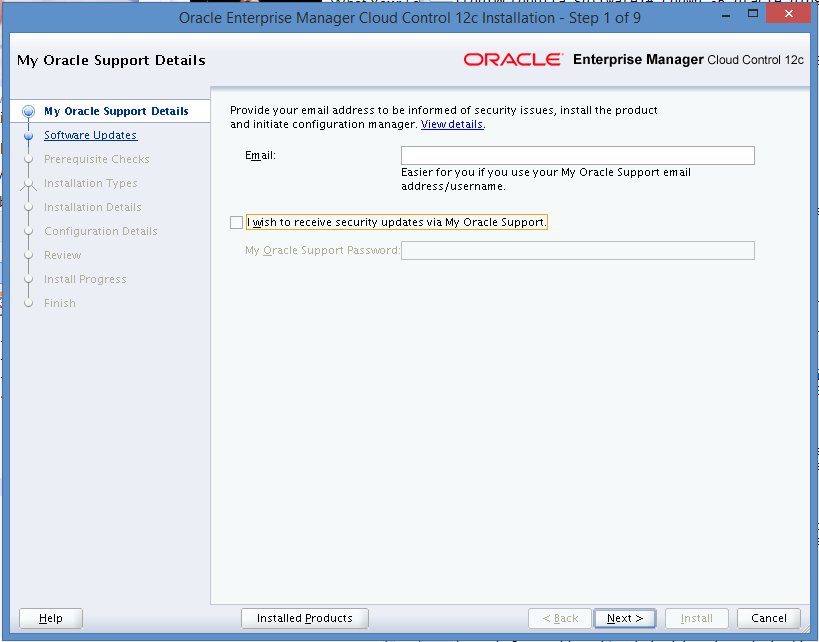 Oracle Enterprise Manager Cloud Control 12c Installation - Step 1 of 9
My Oracle Support Details
ORACLE Enterprise Manager Cloud Control 12c
My Oracle Support Details
Software Updates
Prerequisite Checks
Installation Types
Installation Details
Configuration Details
Review
Install Progress
Finish
Provide your email address to be informed of security issues, install the product
and initiate configuration manager. View details.
Email:
Easier for you if you use your My Oracle Support email
address/username.
I wish to receive security updates via My Oracle Support.
My Oracle Support Password:
Help
Installed Products
< Back
Next >
Install
Cancel